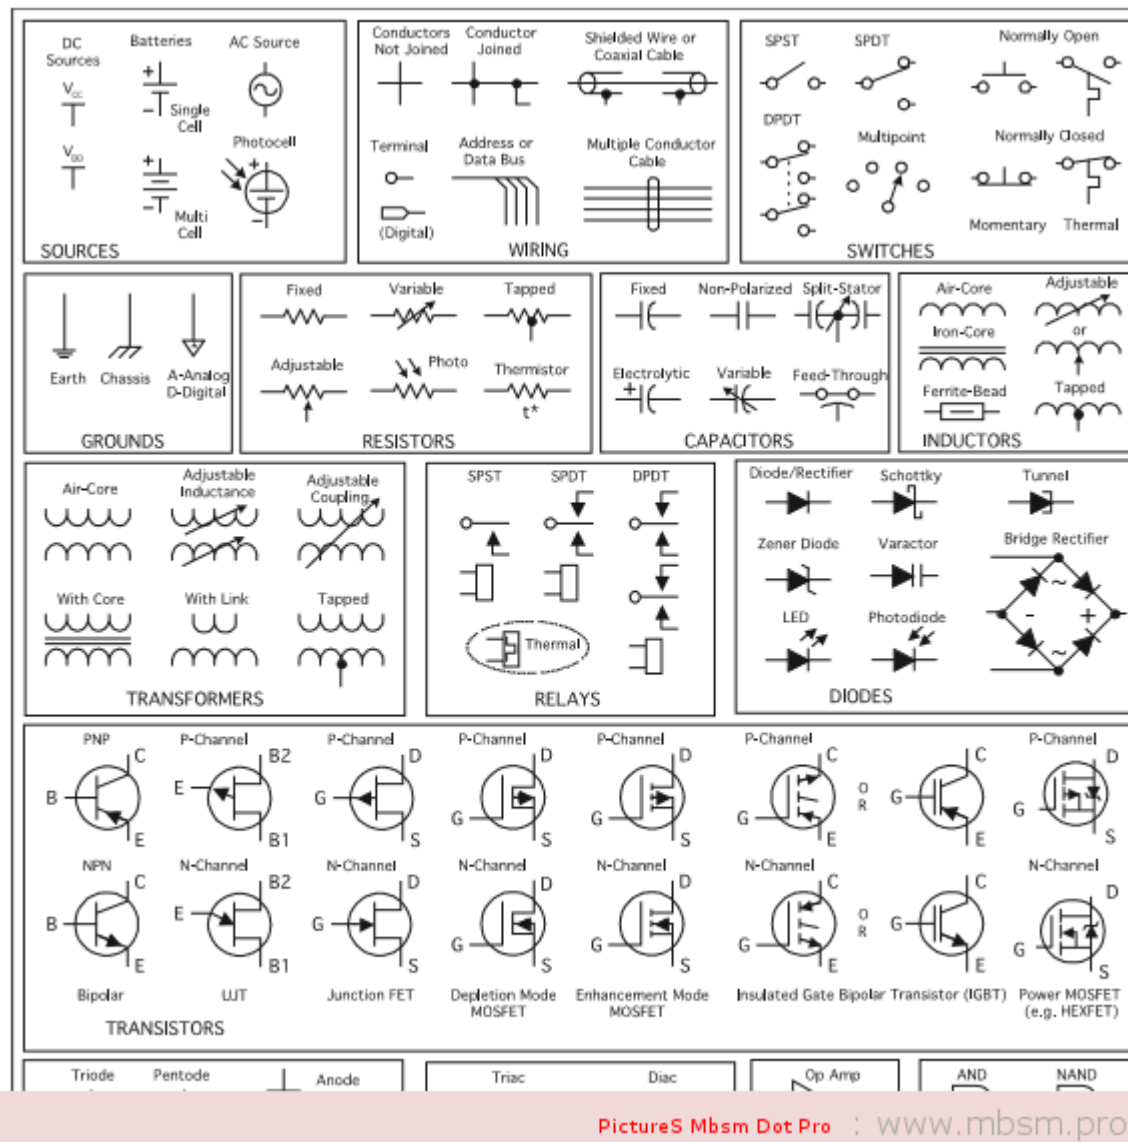 DC
Sources
Batteries
AC Source
V_CC
+
–
Single
Cell
V_DD
Photocell
+
–
+
–
Multi
Cell
SOURCES
Conductors
Not Joined
Conductor
Joined
Shielded Wire or
Coaxial Cable
Terminal
Address or
Data Bus
Multiple Conductor
Cable
(Digital)
WIRING
SPST
SPDT
Normally Open
DPDT
Multipoint
Normally Closed
Momentary
Thermal
SWITCHES
Earth
Chassis
A-Analog
D-Digital
GROUNDS
Fixed
Variable
Tapped
Adjustable
Photo
Thermistor
t*
RESISTORS
Fixed
Non-Polarized
Split-Stator
Electrolytic
+
Variable
Feed-Through
CAPACITORS
Air-Core
Adjustable
Iron-Core
or
Ferrite-Bead
Tapped
INDUCTORS
Air-Core
Adjustable
Inductance
Adjustable
Coupling
With Core
With Link
Tapped
TRANSFORMERS
SPST
SPDT
DPDT
Thermal
RELAYS
Diode/Rectifier
Schottky
Tunnel
Zener Diode
Varactor
Bridge Rectifier
LED
Photodiode
~
- +
~
DIODES
PNP
B
C
E
P-Channel
E
B2
B1
P-Channel
G
D
S
P-Channel
G
D
S
P-Channel
G
D
S
P-Channel
G
C
E
O
R
G
C
E
P-Channel
G
D
S
NPN
B
C
E
N-Channel
E
B2
B1
N-Channel
G
D
S
N-Channel
G
D
S
N-Channel
G
D
S
N-Channel
G
C
E
O
R
G
C
E
N-Channel
G
D
S
Bipolar
UJT
Junction FET
Depletion Mode
MOSFET
Enhancement Mode
MOSFET
Insulated Gate Bipolar Transistor (IGBT)
Power MOSFET
(e.g. HEXFET)
TRANSISTORS
Triode
Pentode
Anode
Triac
Diac
Op Amp
AND
NAND
PictureS Mbsm Dot Pro : www.mbsm.pro